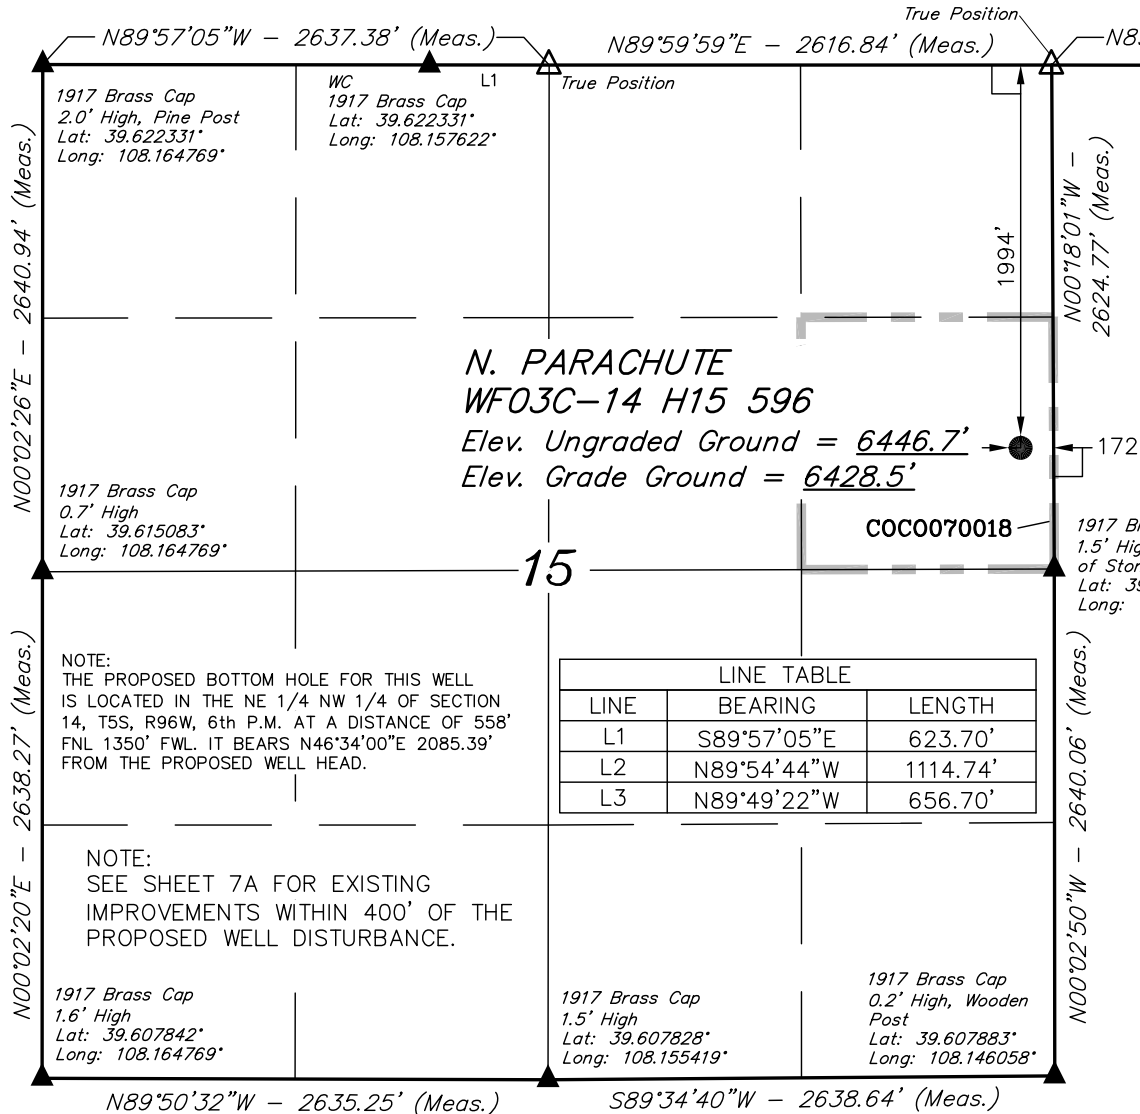 True Position
N89°57'05"W – 2637.38' (Meas.)
N89°59'59"E – 2616.84' (Meas.)
WC
L1
True Position
1917 Brass Cap
2.0' High, Pine Post
Lat: 39.622331°
Long: 108.164769°
1917 Brass Cap
Lat: 39.622331°
Long: 108.157622°
N00°02'26"E – 2640.94' (Meas.)
1994'
N00°18'01"W –
2624.77' (Meas.)
N. PARACHUTE
WF03C–14 H15 596
Elev. Ungraded Ground = 6446.7'
Elev. Grade Ground = 6428.5'
172
1917 Brass Cap
0.7' High
Lat: 39.615083°
Long: 108.164769°
COCO070018
1917
1.5'
of
Lat:
Long:
15
NOTE:
THE PROPOSED BOTTOM HOLE FOR THIS WELL
IS LOCATED IN THE NE 1/4 NW 1/4 OF SECTION
14, T5S, R96W, 6th P.M. AT A DISTANCE OF 558'
FNL 1350' FWL. IT BEARS N46°34'00"E 2085.39'
FROM THE PROPOSED WELL HEAD.
LINE TABLE
LINE BEARING LENGTH
L1 S89°57'05"E 623.70'
L2 N89°54'44"W 1114.74'
L3 N89°49'22"W 656.70'
N00°02'20"E – 2638.27' (Meas.)
N00°02'50"W – 2640.06' (Meas.)
NOTE:
SEE SHEET 7A FOR EXISTING
IMPROVEMENTS WITHIN 400' OF THE
PROPOSED WELL DISTURBANCE.
1917 Brass Cap
1.6' High
Lat: 39.607842°
Long: 108.164769°
1917 Brass Cap
1.5' High
Lat: 39.607828°
Long: 108.155419°
1917 Brass Cap
0.2' High, Wooden
Post
Lat: 39.607883°
Long: 108.146058°
N89°50'32"W – 2635.25' (Meas.)
S89°34'40"W – 2638.64' (Meas.)